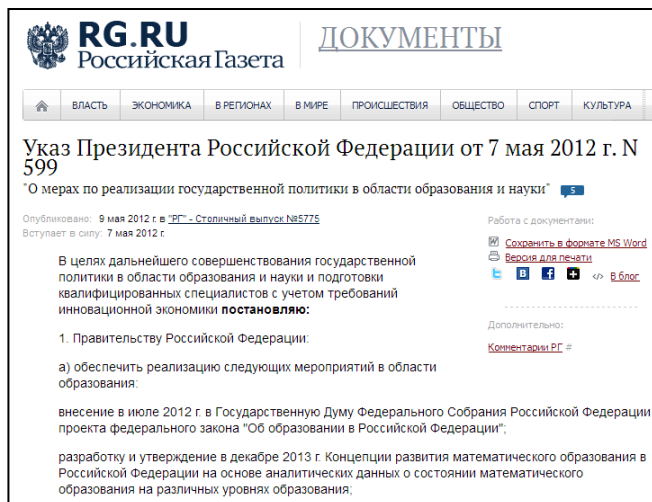 RG.RU
Российская Газета
ДОКУМЕНТЫ
ВЛАСТЬ ЭКОНОМИКА В РЕГИОНАХ В МИРЕ ПРОИСШЕСТВИЯ ОБЩЕСТВО СПОРТ КУЛЬТУРА
Указ Президента Российской Федерации от 7 мая 2012 г. N
599
"О мерах по реализации государственной политики в области образования и науки" 5
Опубликовано: 9 мая 2012 г. в "РГ" - Столичный выпуск №5775
Вступает в силу: 7 мая 2012 г.
Работа с документами:
Сохранить в формате MS Word
Версия для печати
В блог
Дополнительно:
Комментарии РГ #
В целях дальнейшего совершенствования государственной
политики в области образования и науки и подготовки
квалифицированных специалистов с учетом требований
инновационной экономики постановляю:
1. Правительству Российской Федерации:
а) обеспечить реализацию следующих мероприятий в области
образования:
внесение в июле 2012 г. в Государственную Думу Федерального Собрания Российской Федерации
проекта федерального закона "Об образовании в Российской Федерации";
разработку и утверждение в декабре 2013 г. Концепции развития математического образования в
Российской Федерации на основе аналитических данных о состоянии математического
образования на различных уровнях образования;